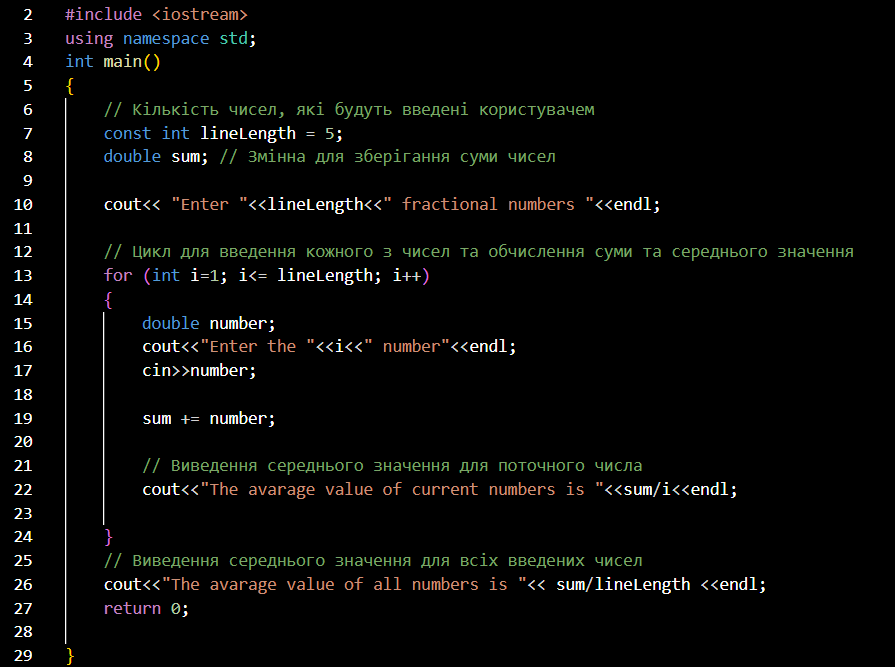 2 #include <iostream>
3 using namespace std;
4 int main()
5 {
6 // Кількість чисел, які будуть введені користувачем
7 const int lineLength = 5;
8 double sum; // Змінна для зберігання суми чисел
9
10 cout<< "Enter "<<lineLength<<" fractional numbers "<<endl;
11
12 // Цикл для введення кожного з чисел та обчислення суми та середнього значення
13 for (int i=1; i<= lineLength; i++)
14 {
15 double number;
16 cout<<"Enter the "<<i<<" number"<<endl;
17 cin>>number;
18
19 sum += number;
20
21 // Виведення середнього значення для поточного числа
22 cout<<"The avarage value of current numbers is "<<sum/i<<endl;
23
24 }
25 // Виведення середнього значення для всіх введених чисел
26 cout<<"The avarage value of all numbers is "<< sum/lineLength <<endl;
27 return 0;
28
29 }